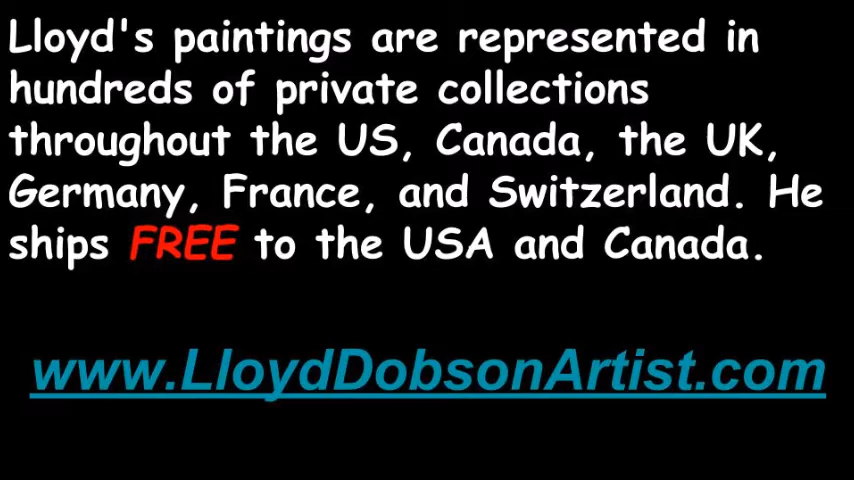 Lloyd's paintings are represented in
hundreds of private collections
throughout the US, Canada, the UK,
Germany, France, and Switzerland. He
ships FREE to the USA and Canada.
www.LloydDobsonArtist.com